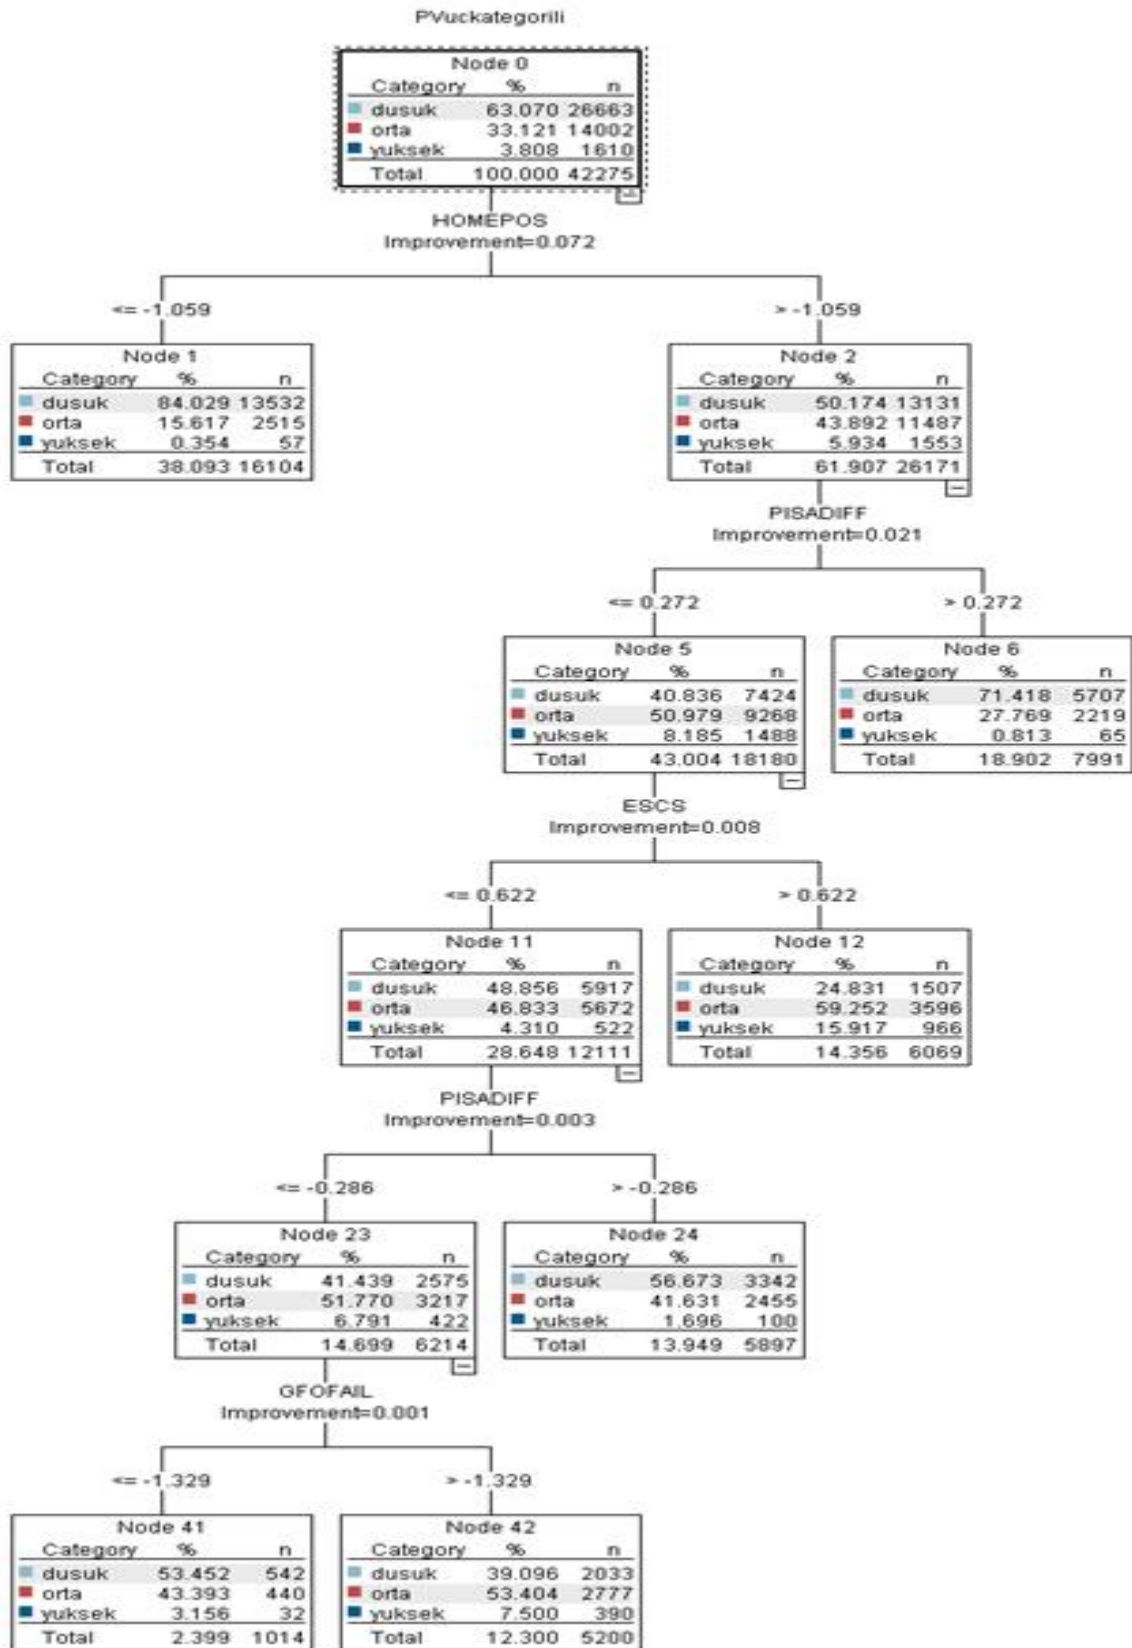 PVuckategorili
Node 0
Category % n
dusuk 63.070 26663
orta 33.121 14002
yuksek 3.808 1610
Total 100.000 42275
HOMEPOS
Improvement=0.072
<= -1.059
> -1.059
Node 1
Category % n
dusuk 84.029 13532
orta 15.617 2515
yuksek 0.354 57
Total 38.093 16104
Node 2
Category % n
dusuk 50.174 13131
orta 43.892 11487
yuksek 5.934 1553
Total 61.907 26171
PISADIFF
Improvement=0.021
<= 0.272
> 0.272
Node 5
Category % n
dusuk 40.836 7424
orta 50.979 9268
yuksek 8.185 1488
Total 43.004 18180
Node 6
Category % n
dusuk 71.418 5707
orta 27.769 2219
yuksek 0.813 65
Total 18.902 7991
ESCS
Improvement=0.008
<= 0.622
> 0.622
Node 11
Category % n
dusuk 48.856 5917
orta 46.833 5672
yuksek 4.310 522
Total 28.648 12111
Node 12
Category % n
dusuk 24.831 1507
orta 59.252 3596
yuksek 15.917 966
Total 14.356 6069
PISADIFF
Improvement=0.003
<= -0.286
> -0.286
Node 23
Category % n
dusuk 41.439 2575
orta 51.770 3217
yuksek 6.791 422
Total 14.699 6214
Node 24
Category % n
dusuk 56.673 3342
orta 41.631 2455
yuksek 1.696 100
Total 13.949 5897
GFOFAIL
Improvement=0.001
<= -1.329
> -1.329
Node 41
Category % n
dusuk 53.452 542
orta 43.393 440
yuksek 3.156 32
Total 2.399 1014
Node 42
Category % n
dusuk 39.096 2033
orta 53.404 2777
yuksek 7.500 390
Total 12.300 5200